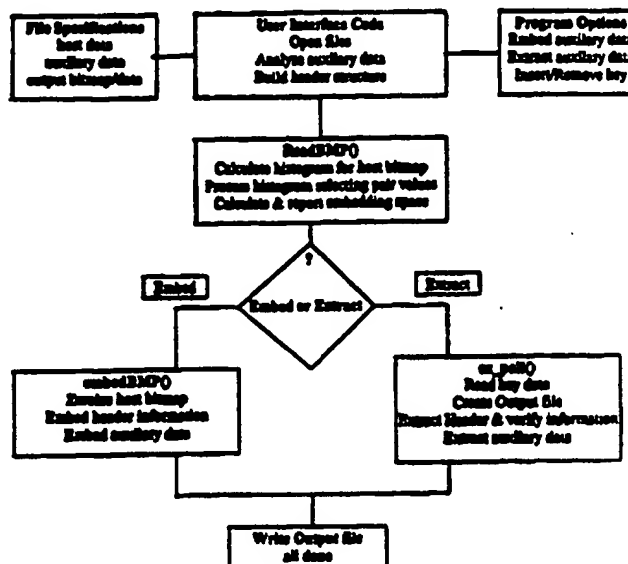 File Specifications
host data
auxiliary data
output bitmap/data
User Interface Code
Open files
Analyze auxiliary data
Build header structure
Program Options
Embed auxiliary data
Extract auxiliary data
Insert/Remove key
ReadBMP()
Calculate histogram for host bitmap
Process histogram selecting pair values
Calculate & report embedding space
?
Embed or Extract
Embed
Extract
embedBMP()
host bitmap
Embed header information
Embed auxiliary data
Read key data
Create Output file
Extract Header & verify information
Extract auxiliary data
Write Output file
all done